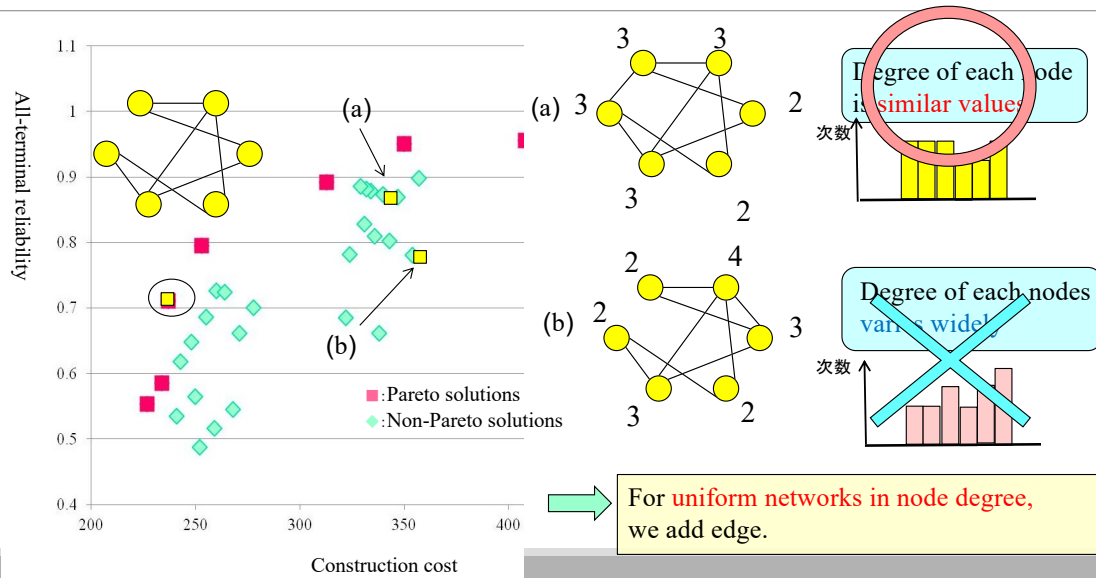 1.1
1
0.9
0.8
0.7
0.6
0.5
0.4
200
250
300
350
400
All-terminal reliability
Construction cost
(a)
(b)
:Pareto solutions
:Non-Pareto solutions
(a)
3
3
3
2
3
2
Degree of each node
is similar values
次数
(b)
2
4
2
3
3
2
Degree of each nodes
varies widely
次数
For uniform networks in node degree,
we add edge.